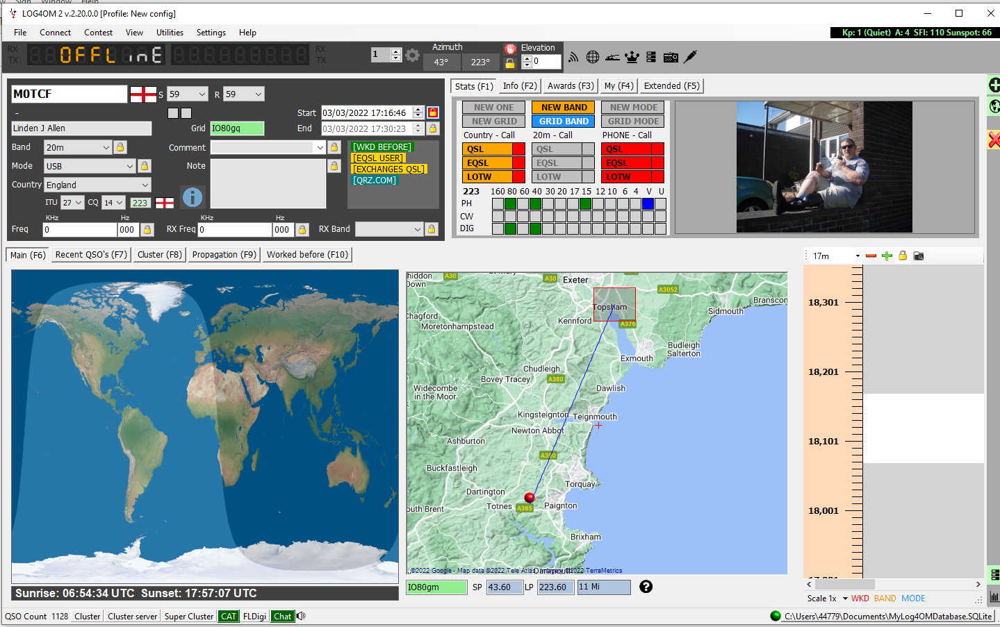 LOG4OM 2 v.2.20.0.0 [Profile: New config]
File Connect Contest View Utilities Settings Help
Kp: 1 (Quiet) A: 4 SFI: 110 Sunspot: 66
RX
TX
OFFLinE
RX
TX
1
Azimuth
43°
223°
Elevation
0
M0TCF
S 59
R 59
-
Start 03/03/2022 17:16:46
Linden J Allen
Grid IO80gq
End 03/03/2022 17:30:23
Band 20m
Comment
Mode USB
Note
Country England
ITU 27 CQ 14 223
[WKD BEFORE]
[EQSL USER]
[EXCHANGES QSL]
[QRZ.COM]
KHz Hz KHz Hz
Freq 0 000 RX Freq 0 000 RX Band
Stats (F1) Info (F2) Awards (F3) My (F4) Extended (F5)
NEW ONE NEW BAND NEW MODE
NEW GRID GRID BAND GRID MODE
Country - Call 20m - Call PHONE - Call
QSL QSL QSL
EQSL EQSL EQSL
LOTW LOTW LOTW
223 160 80 60 40 30 20 17 15 12 10 6 4 V U
PH
CW
DIG
Main (F6) Recent QSO's (F7) Cluster (F8) Propagation (F9) Worked before (F10)
Sunrise: 06:54:34 UTC Sunset: 17:57:07 UTC
A30
A30
Exeter
Down
A3052
Topsham
Sidmouth
Branscon
Chagford
Moretonhampstead
Kennford
A376
Budleigh
Salterton
Exmouth
Chudleigh
Bovey Tracey
A380
Dawlish
Widecombe
in the Moor
Kingsteignton
Teignmouth
Newton Abbot
Ashburton
A380
Buckfastleigh
Torquay
Dartington
outh Brent
Totnes
A385
Paignton
Brixham
Dartmouth
©2022 Google - Map data ©2022 Tele Atlas, Imagery ©2022 TerraMetrics
IO80gm SP 43.60 LP 223.60 11 Mi
17m
18,301
18,201
18,101
18,001
Scale 1x WKD BAND MODE
QSO Count 1128 Cluster Cluster server Super Cluster CAT FLDigi Chat
C:\Users\44779\Documents\MyLog4OMDatabase.SQLite